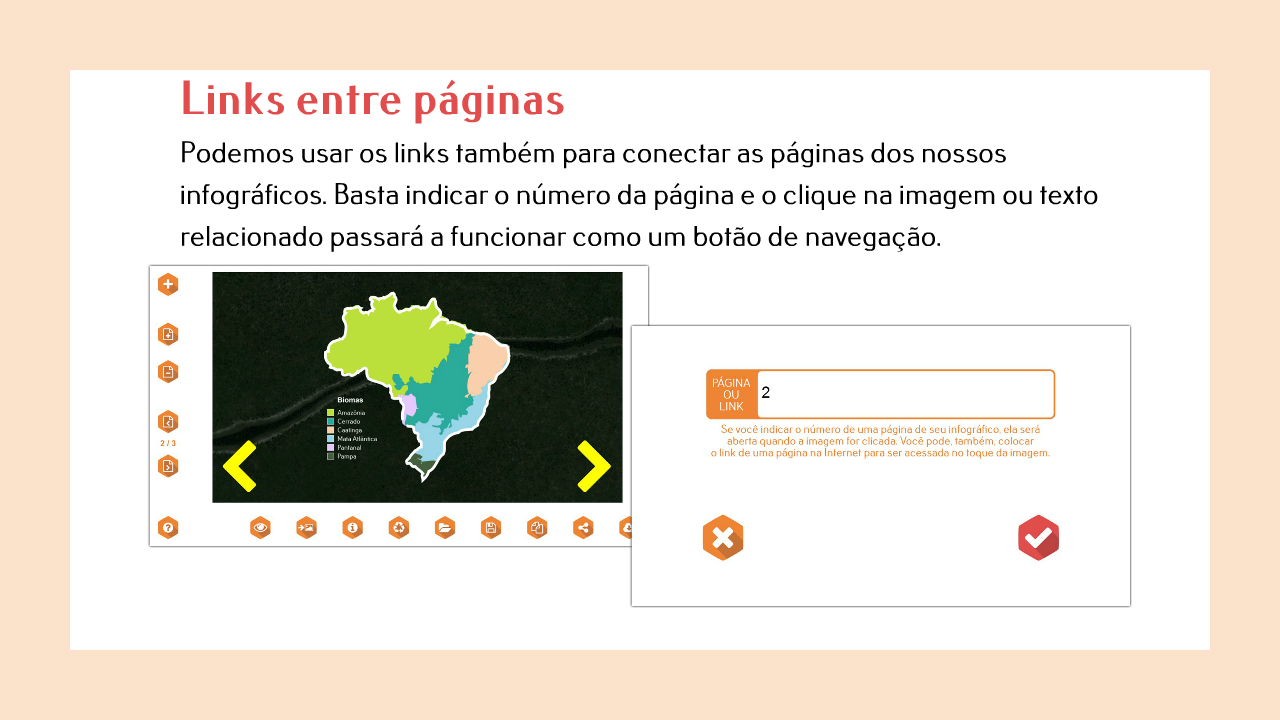 Links entre páginas
Podemos usar os links também para conectar as páginas dos nossos
infográficos. Basta indicar o número da página e o clique na imagem ou texto
relacionado passará a funcionar como um botão de navegação.
2 / 3
Biomas
Amazônia
Cerrado
Caatinga
Mata Atlântica
Pantanal
Pampa
PÁGINA
OU
LINK
2
Se você indicar o número de uma página de seu infográfico, ela será
aberta quando a imagem for clicada. Você pode, também, colocar
o link de uma página na Internet para ser acessada no toque da imagem.